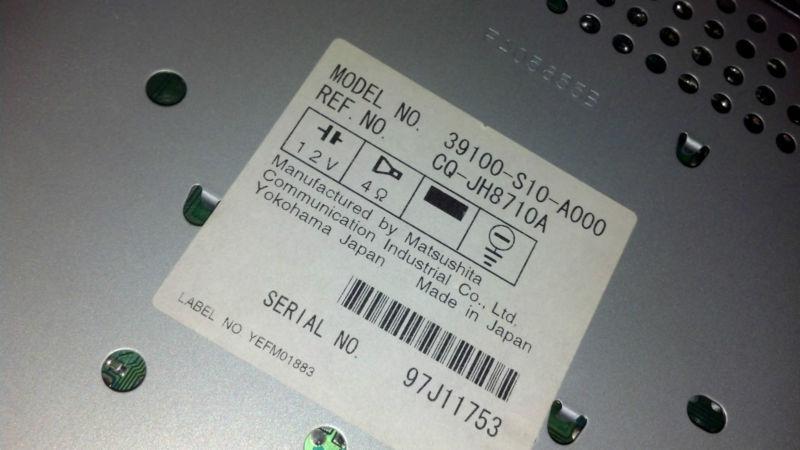 MODEL NO. 39100-S10-A000
REF. NO. CQ-JH8710A
12V 4Ω
Manufactured by Matsushita
Communication Industrial Co., Ltd.
Yokohama Japan Made in Japan
SERIAL NO. 97J11753
LABEL NO YEFM01883